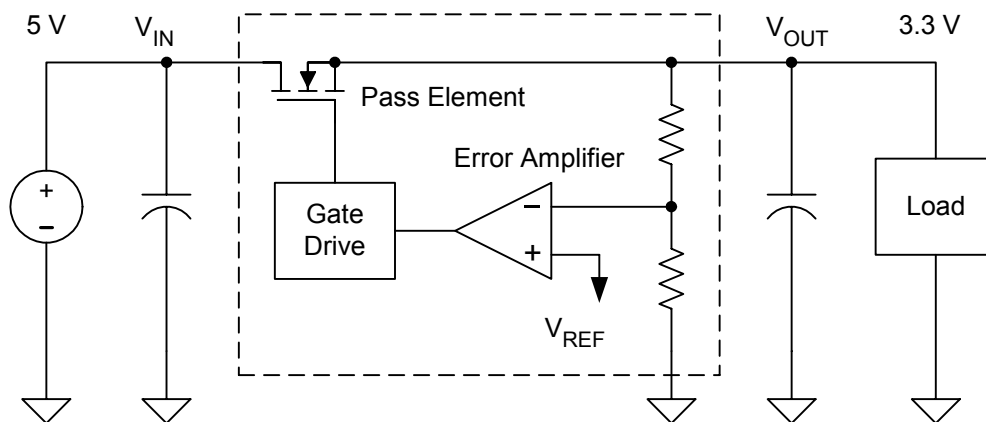 5 V
V_IN
V_OUT
3.3 V
Pass Element
Error Amplifier
Gate
Drive
Load
+
−
−
+
V_REF